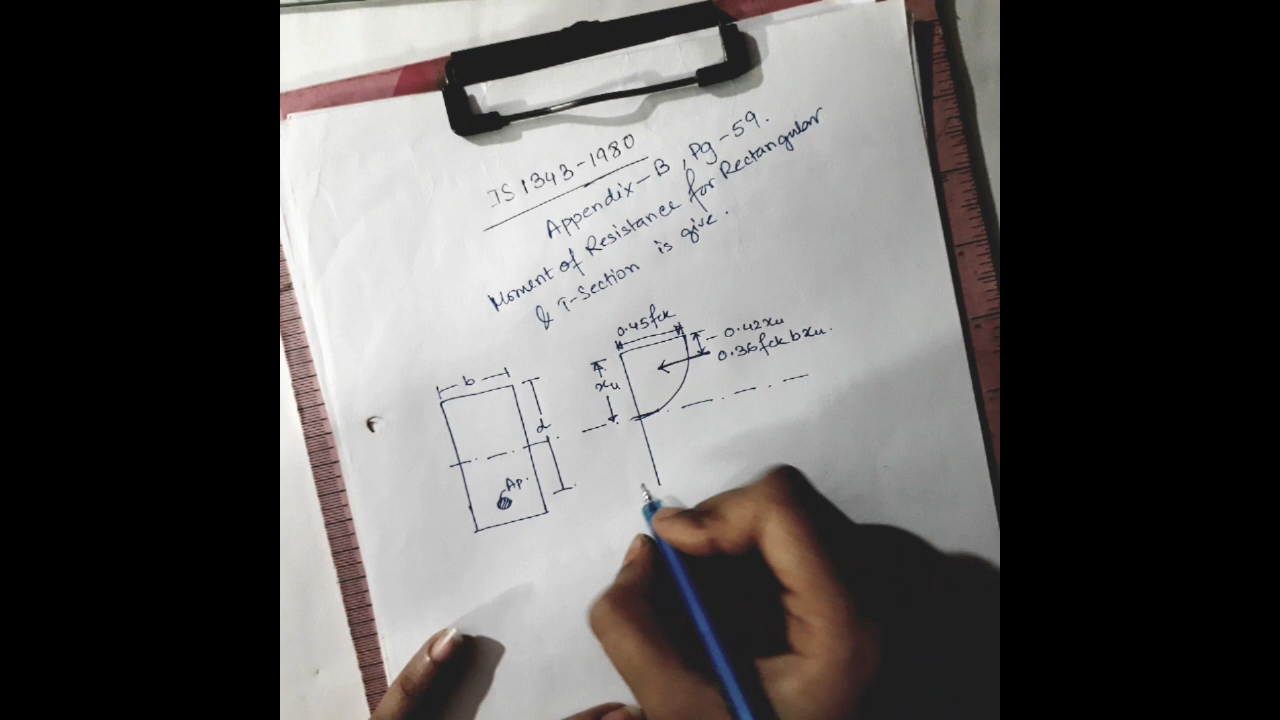 IS 1343-1980
Appendix-B, Pg-59.
Moment of Resistance for Rectangular
& T-Section is give.
0.45fck
0.42xu
0.36fck bxu.
xu
b
d
Ap.